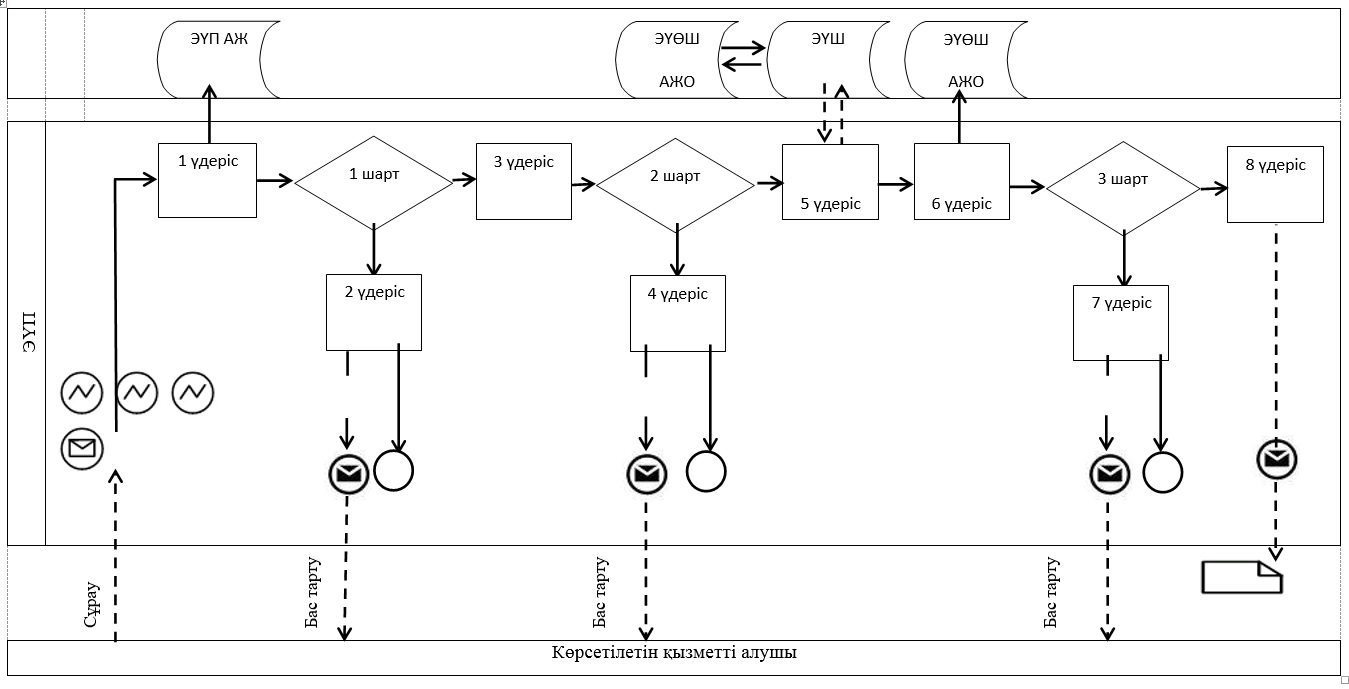 ЭҮП АЖ
ЭҮӨШ
АЖО
ЭҮШ
ЭҮӨШ
АЖО
1 үдеріс
1 шарт
3 үдеріс
2 шарт
5 үдеріс
6 үдеріс
3 шарт
8 үдеріс
2 үдеріс
4 үдеріс
7 үдеріс
ЭҮП
Сұрау
Бас тарту
Бас тарту
Бас тарту
Көрсетілетін қызметті алушы